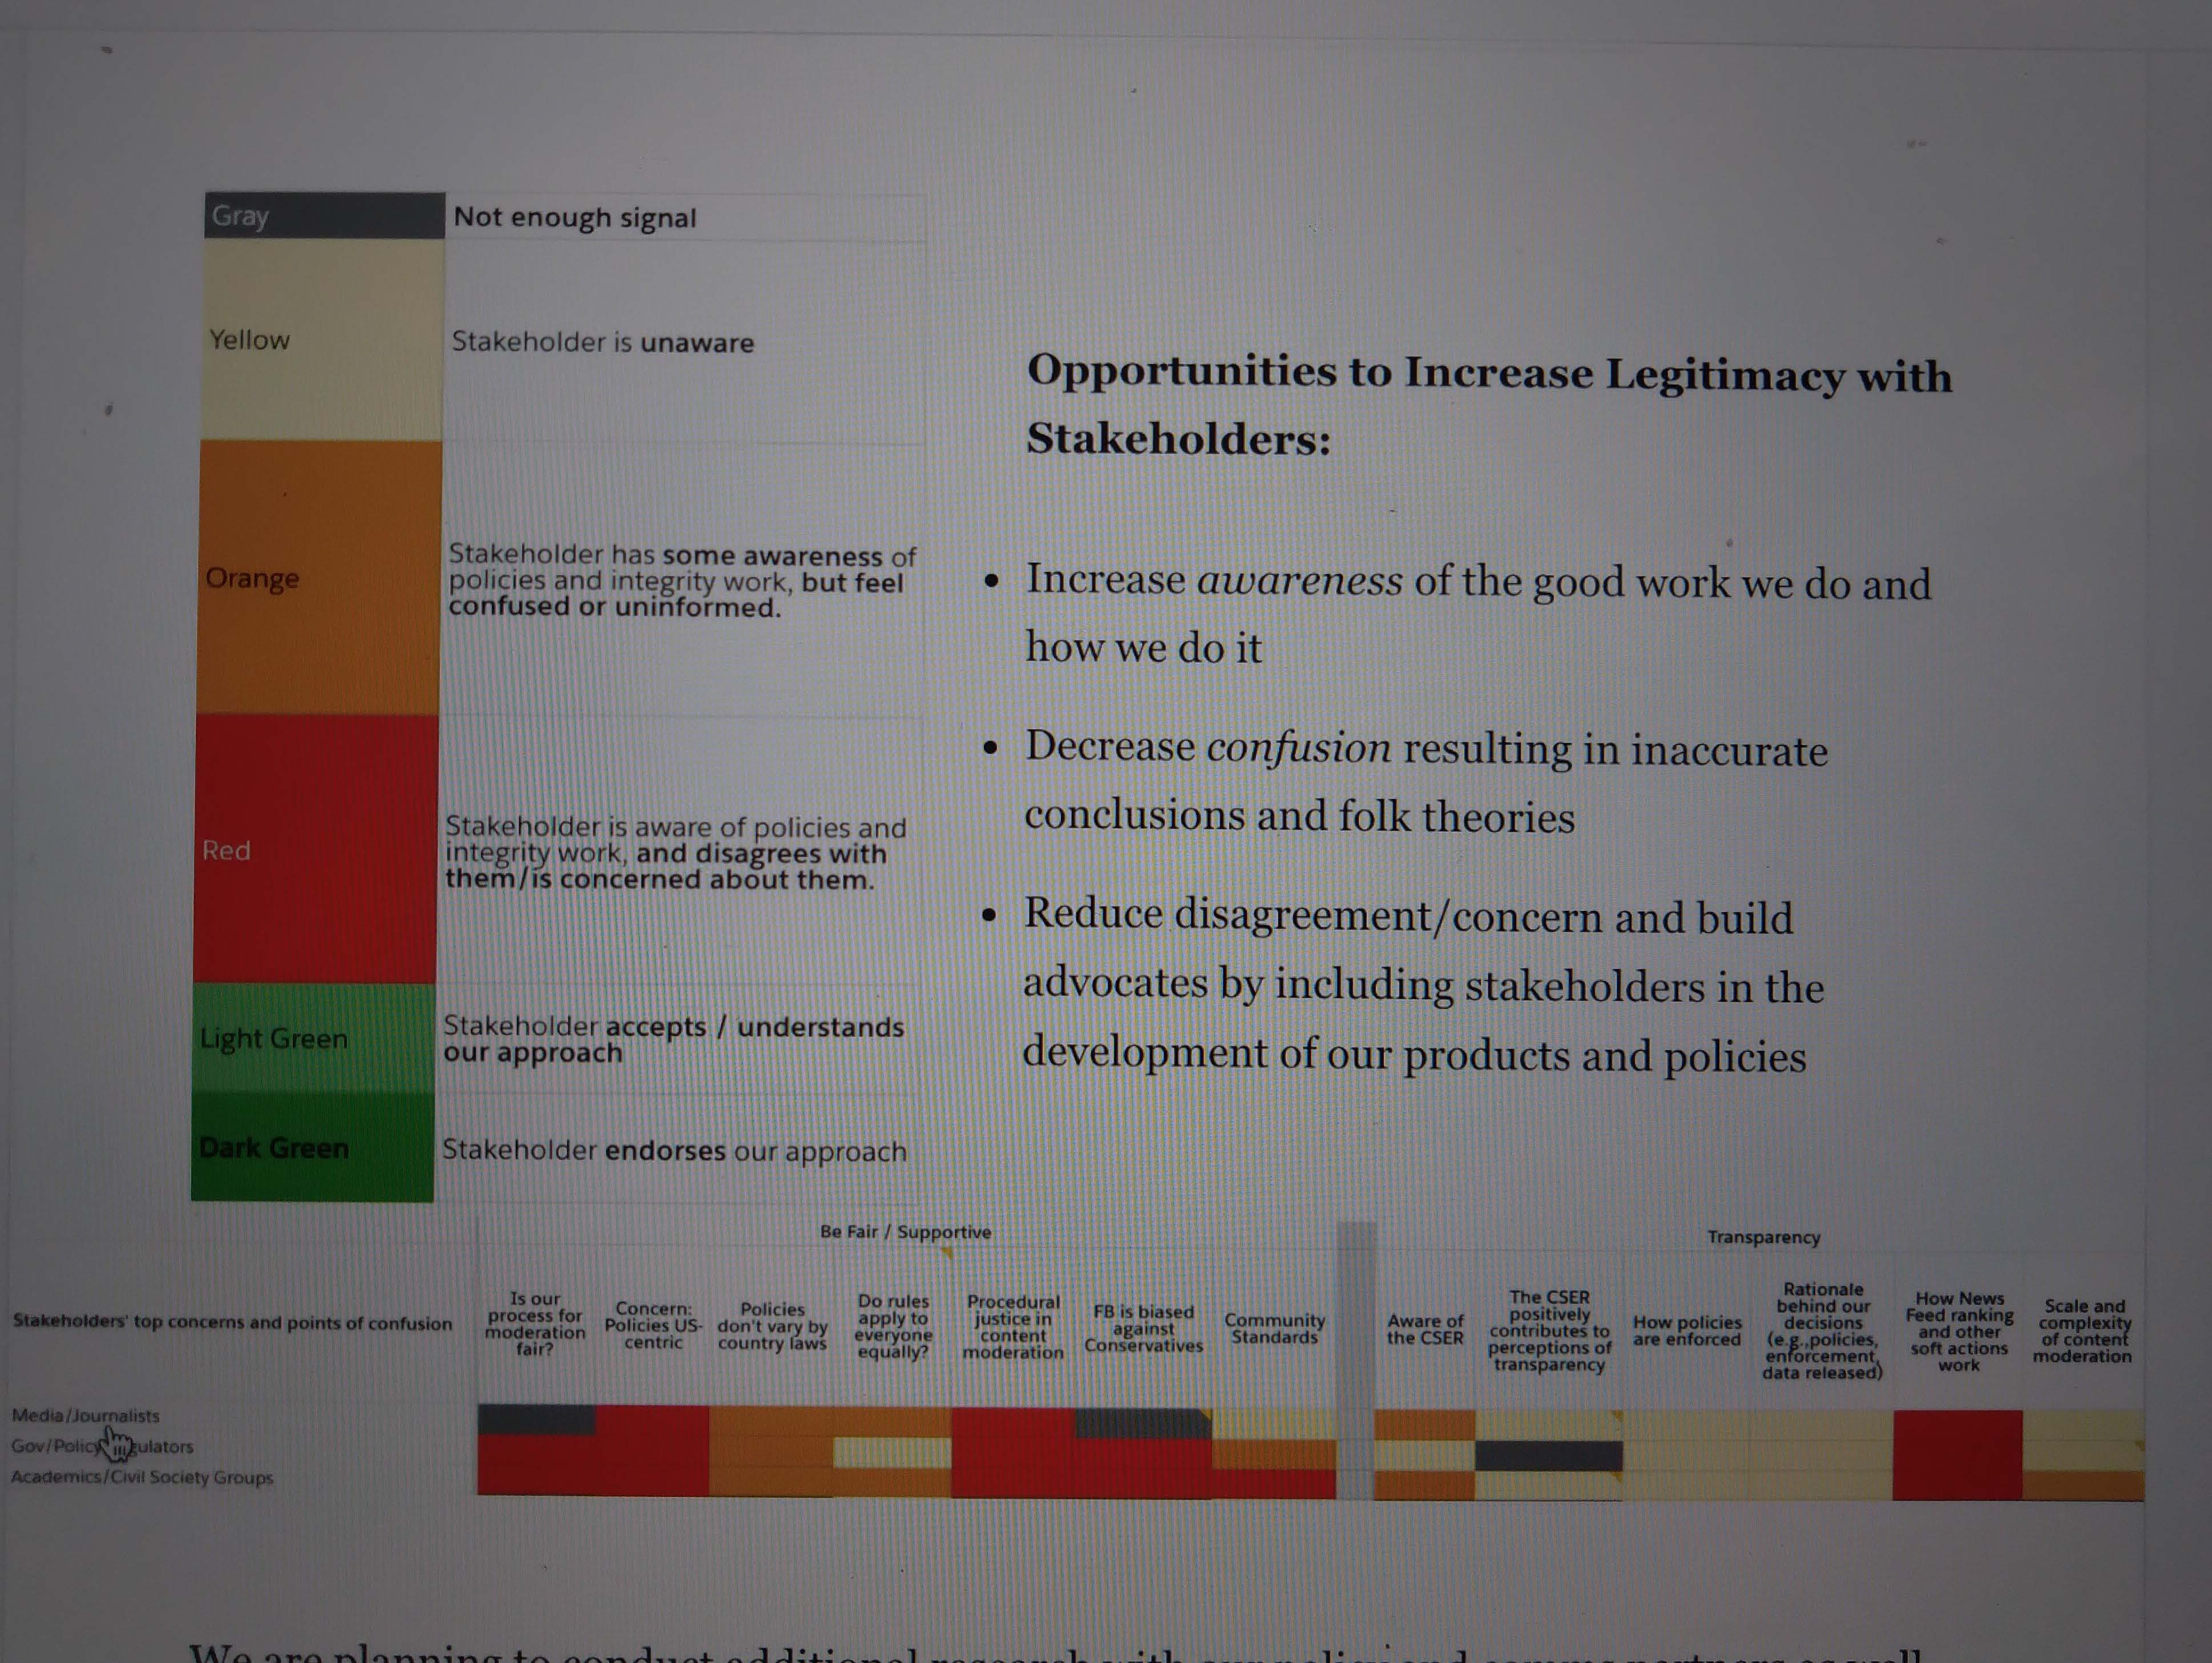 Gray
Not enough signal
Yellow
Stakeholder is unaware
Orange
Stakeholder has some awareness of
policies and integrity work, but feel
confused or uninformed.
Red
Stakeholder is aware of policies and
integrity work, and disagrees with
them/is concerned about them.
Light Green
Stakeholder accepts / understands
our approach
Dark Green
Stakeholder endorses our approach
Opportunities to Increase Legitimacy with
Stakeholders:
• Increase awareness of the good work we do and
how we do it
• Decrease confusion resulting in inaccurate
conclusions and folk theories
• Reduce disagreement/concern and build
advocates by including stakeholders in the
development of our products and policies
Be Fair / Supportive
Transparency
Stakeholders' top concerns and points of confusion
Is our
process for
moderation
fair?
Concern:
Policies US-
centric
Policies
don't vary by
country laws
Do rules
apply to
everyone
equally?
Procedural
justice in
content
moderation
FB is biased
against
Conservatives
Community
Standards
Aware of
the CSER
The CSER
positively
contributes to
perceptions of
transparency
How policies
are enforced
Rationale
behind our
decisions
(e.g.,policies,
enforcement,
data released)
How News
Feed ranking
and other
soft actions
work
Scale and
complexity
of content
moderation
Media/Journalists
Gov/Policy
Academics/Civil Society Groups
We are planning to conduct additional research with our policy and comms partners as well